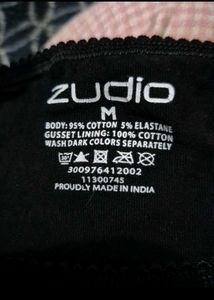 zudio
M
BODY: 95% COTTON 5% ELASTANE
GUSSET LINING: 100% COTTON
WASH DARK COLORS SEPARATELY
300976412002
11300745
PROUDLY MADE IN INDIA